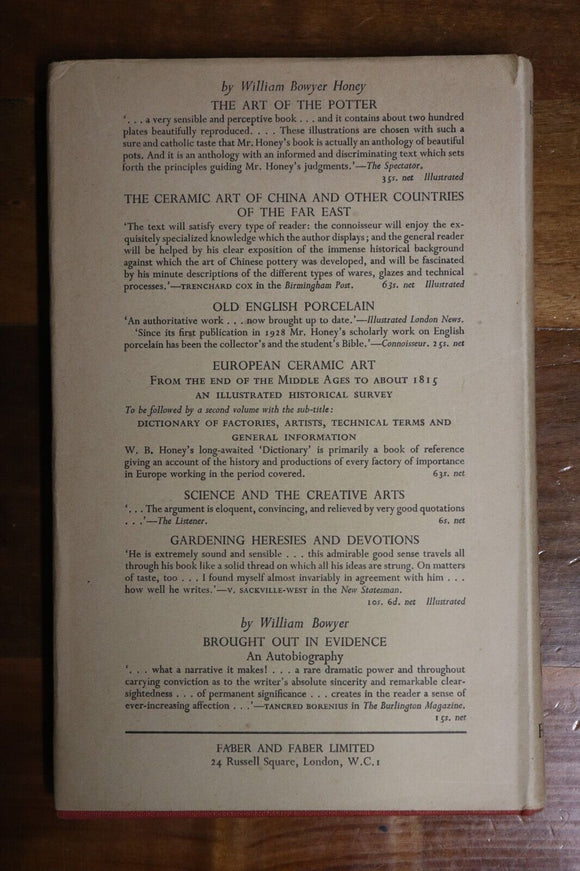 by William Bowyer Honey
THE ART OF THE POTTER
‘. . . a very sensible and perceptive book . . . and it contains about two hundred
plates beautifully reproduced. . . . These illustrations are chosen with such a
sure and catholic taste that Mr. Honey's book is actually an anthology of beautiful
pots. And it is an anthology with an informed and discriminating text which sets
forth the principles guiding Mr. Honey's judgments.’—The Spectator.
35s. net Illustrated
THE CERAMIC ART OF CHINA AND OTHER COUNTRIES
OF THE FAR EAST
‘The text will satisfy every type of reader: the connoisseur will enjoy the ex-
quisitely specialized knowledge which the author displays; and the general reader
will be helped by his clear exposition of the immense historical background
against which the art of Chinese pottery was developed, and will be fascinated
by his minute descriptions of the different types of wares, glazes and technical
processes.’—TRENCHARD COX in the Birmingham Post. 63s. net Illustrated
OLD ENGLISH PORCELAIN
‘An authoritative work . . . now brought up to date.’—Illustrated London News.
‘Since its first publication in 1928 Mr. Honey's scholarly work on English
porcelain has been the collector's and the student's Bible.’—Connoisseur. 25s. net
EUROPEAN CERAMIC ART
FROM THE END OF THE MIDDLE AGES TO ABOUT 1815
AN ILLUSTRATED HISTORICAL SURVEY
To be followed by a second volume with the sub-title:
DICTIONARY OF FACTORIES, ARTISTS, TECHNICAL TERMS AND
GENERAL INFORMATION
W. B. Honey's long-awaited ‘Dictionary’ is primarily a book of reference
giving an account of the history and productions of every factory of importance
in Europe working in the period covered. 63s. net
SCIENCE AND THE CREATIVE ARTS
‘. . . The argument is eloquent, convincing, and relieved by very good quotations
. . .’—The Listener. 6s. net
GARDENING HERESIES AND DEVOTIONS
‘He is extremely sound and sensible . . . this admirable good sense travels all
through his book like a solid thread on which all his ideas are strung. On matters
of taste, too . . . I found myself almost invariably in agreement with him . . .
how well he writes.’—V. SACKVILLE-WEST in the New Statesman.
10s. 6d. net Illustrated
by William Bowyer
BROUGHT OUT IN EVIDENCE
An Autobiography
‘. . . what a narrative it makes! . . . a rare dramatic power and throughout
carrying conviction as to the writer's absolute sincerity and remarkable clear-
sightedness . . . of permanent significance . . . creates in the reader a sense of
ever-increasing affection . . .’—TANCRED BORENIUS in The Burlington Magazine.
15s. net
FABER AND FABER LIMITED
24 Russell Square, London, W.C.1